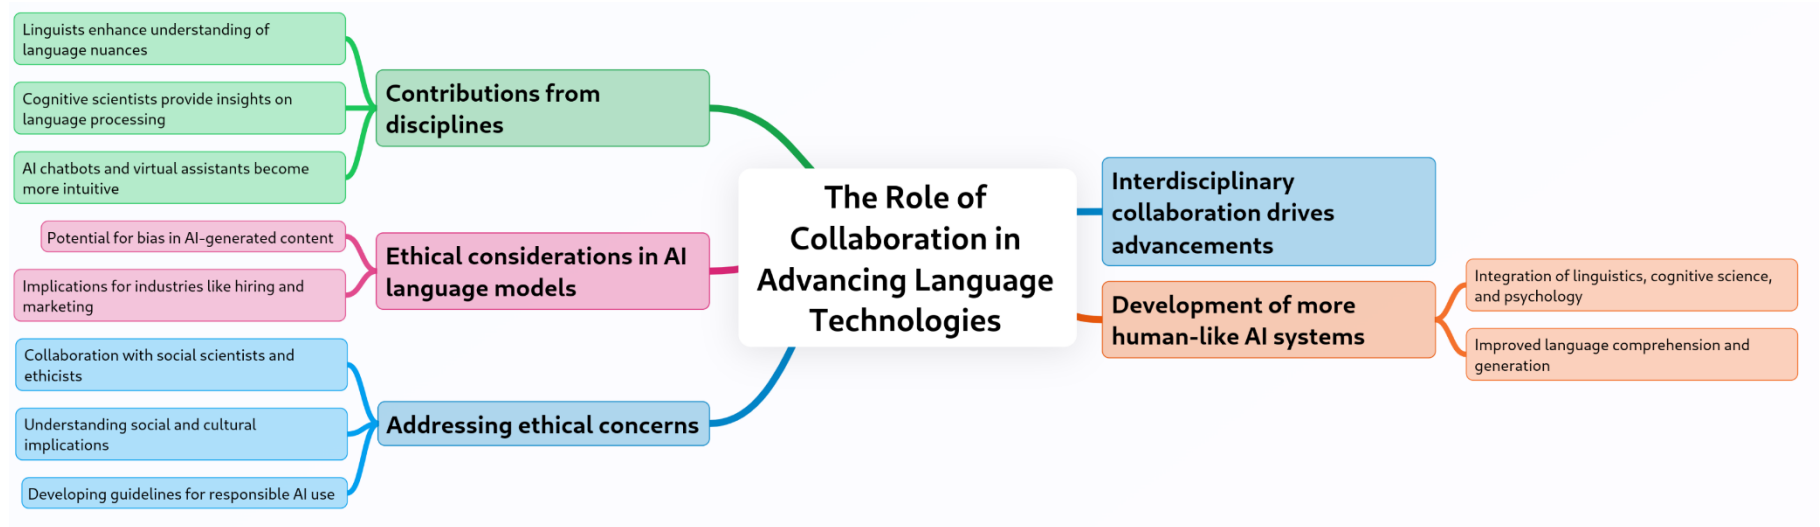 Linguists enhance understanding of
language nuances
Cognitive scientists provide insights on
language processing
AI chatbots and virtual assistants become
more intuitive
Contributions from
disciplines
Potential for bias in AI-generated content
Implications for industries like hiring and
marketing
Ethical considerations in AI
language models
Collaboration with social scientists and
ethicists
Understanding social and cultural
implications
Developing guidelines for responsible AI use
Addressing ethical concerns
The Role of
Collaboration in
Advancing Language
Technologies
Interdisciplinary
collaboration drives
advancements
Development of more
human-like AI systems
Integration of linguistics, cognitive science,
and psychology
Improved language comprehension and
generation